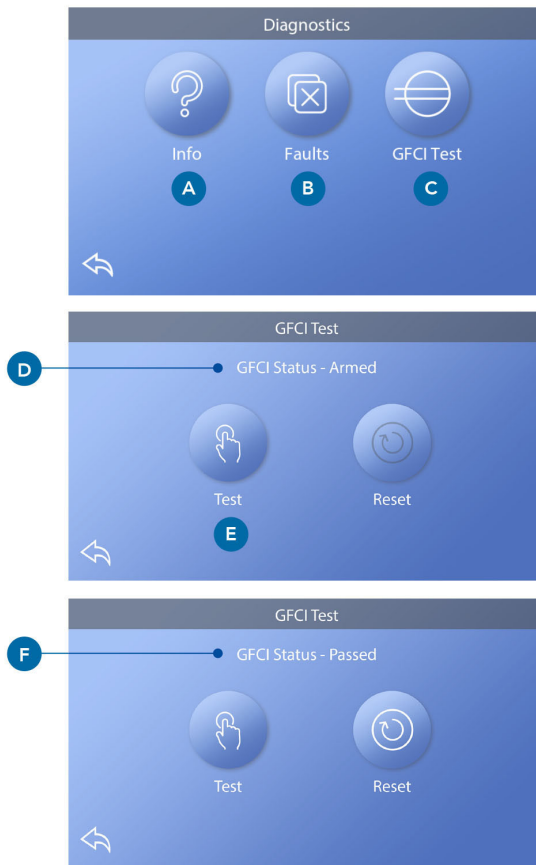 Diagnostics
Info Faults GFCI Test
A B C
GFCI Test
D GFCI Status - Armed
Test Reset
E
GFCI Test
F GFCI Status - Passed
Test Reset